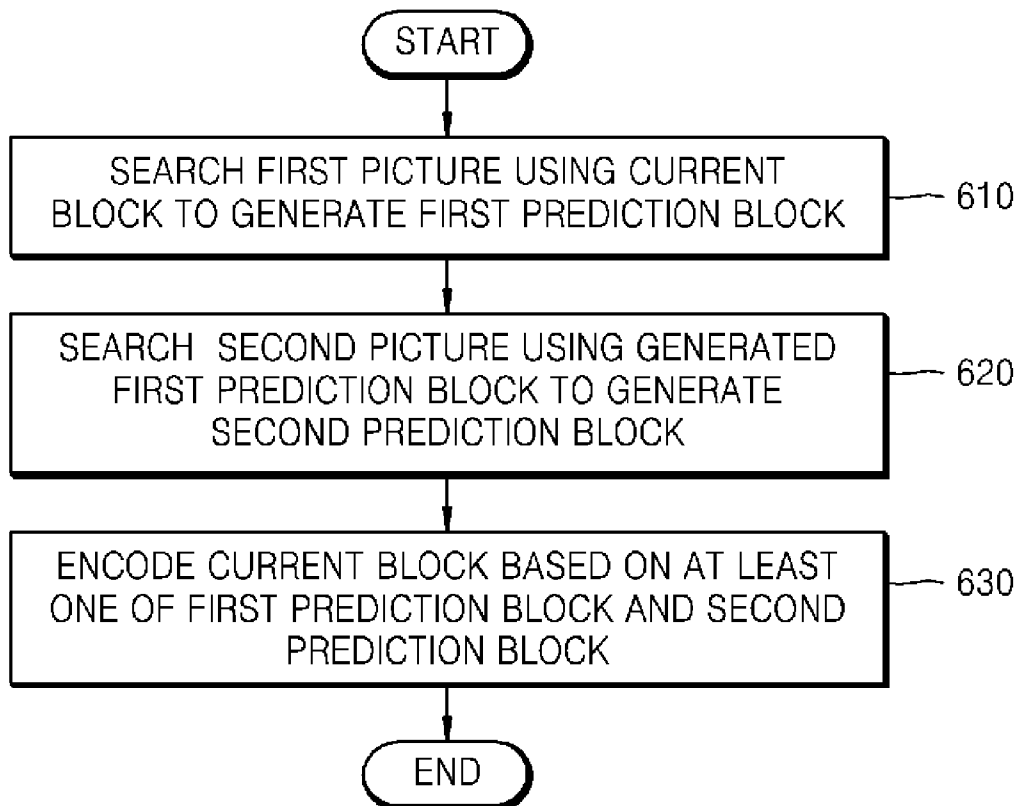 START
SEARCH FIRST PICTURE USING CURRENT
BLOCK TO GENERATE FIRST PREDICTION BLOCK
610
SEARCH SECOND PICTURE USING GENERATED
FIRST PREDICTION BLOCK TO GENERATE
SECOND PREDICTION BLOCK
620
ENCODE CURRENT BLOCK BASED ON AT LEAST
ONE OF FIRST PREDICTION BLOCK AND SECOND
PREDICTION BLOCK
630
END